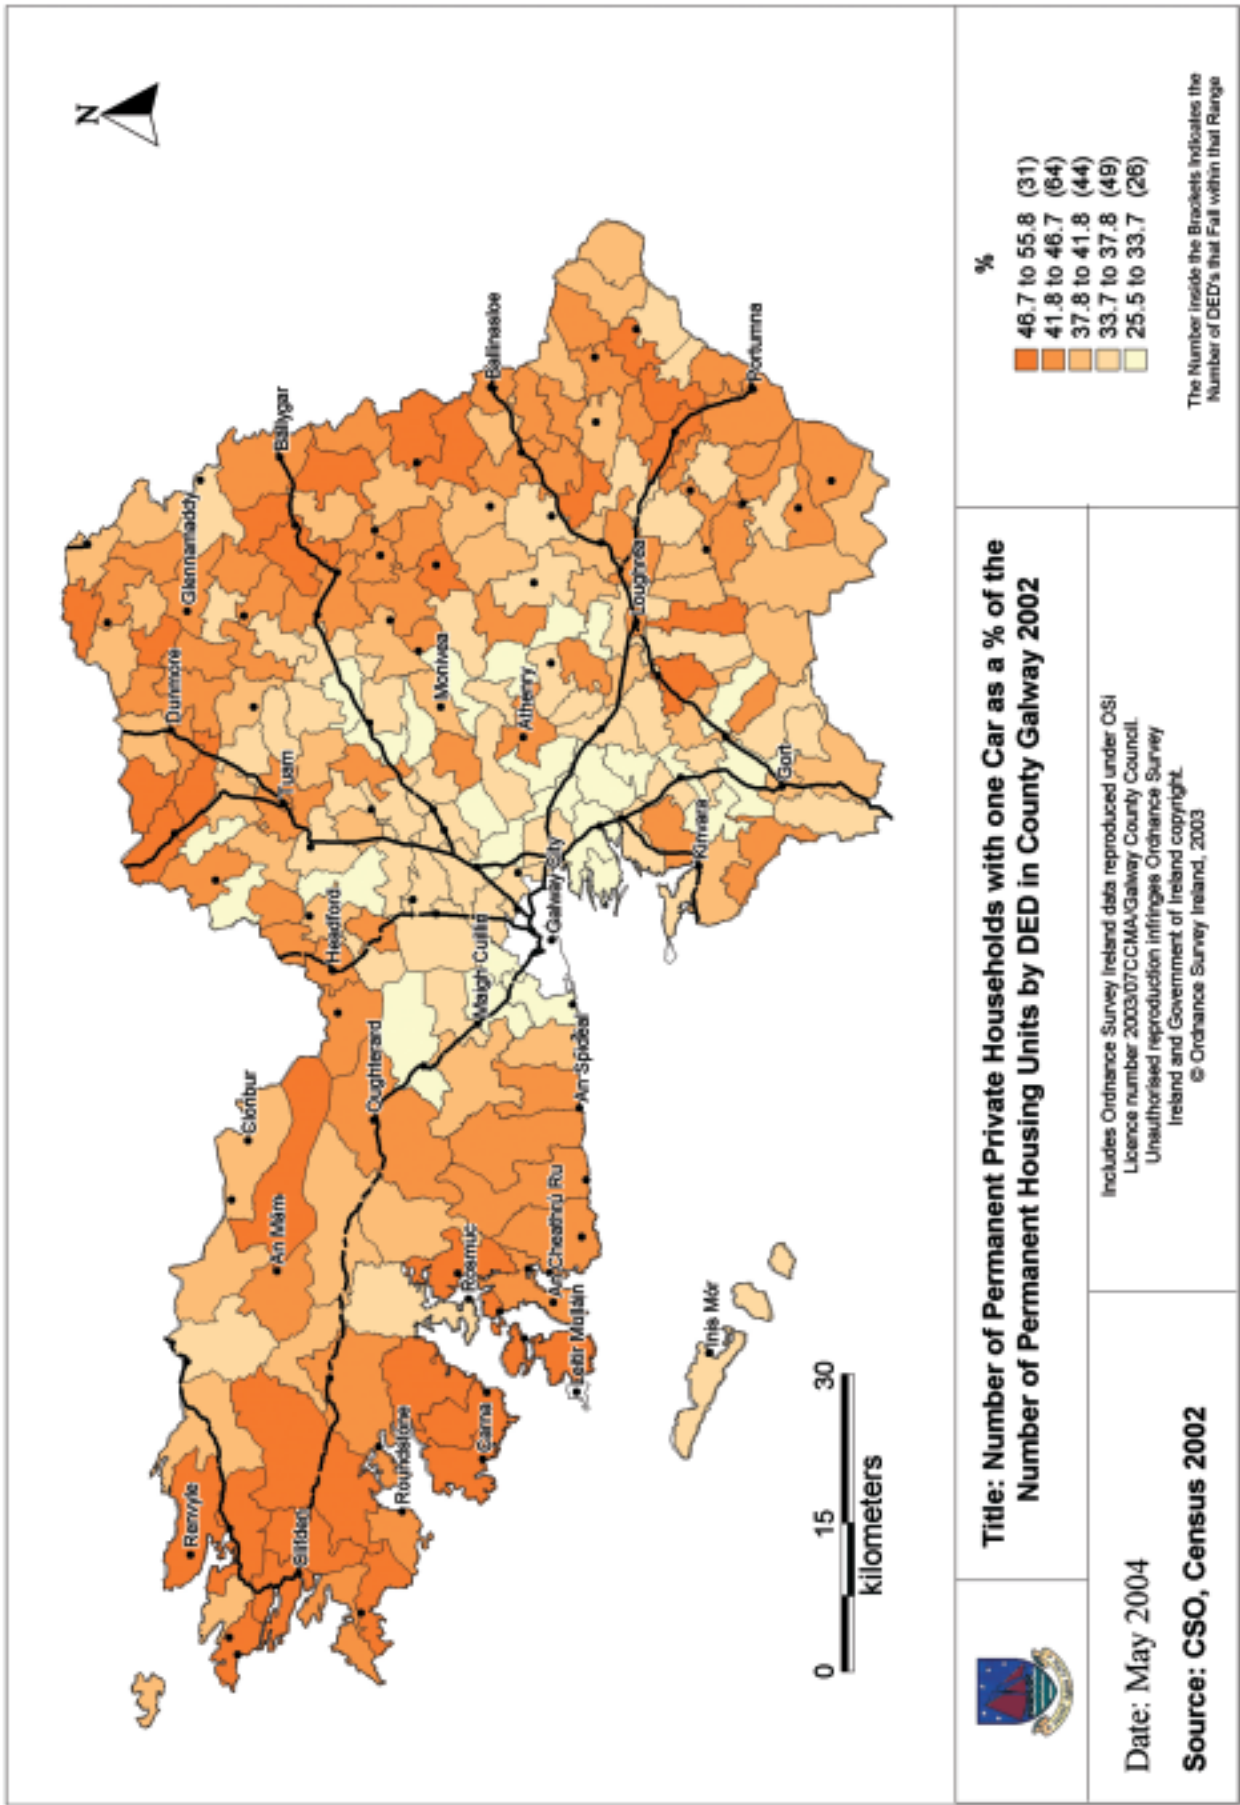 N
Renvyle
Clifden
Roundstone
Carna
An Mám
Clonbur
Rosmuc
Leitir Mulláin
An Cheathrú Rú
An Spidéal
Oughterard
Maigh Cuilin
Inis Mór
Headford
Tuam
Dunmore
Glennamaddy
Ballygar
Monivea
Athenry
Galway City
Kinvara
Gort
Loughrea
Ballinasloe
Portumna
0 15 30
kilometers
Title: Number of Permanent Private Households with one Car as a % of the
Number of Permanent Housing Units by DED in County Galway 2002
%
46.7 to 55.8 (31)
41.8 to 46.7 (64)
37.8 to 41.8 (44)
33.7 to 37.8 (49)
25.5 to 33.7 (26)
The Number inside the Brackets Indicates the
Number of DED's that Fall within that Range
Date: May 2004
Source: CSO, Census 2002
Includes Ordnance Survey Ireland data reproduced under OSi
Licence number 2003/07CCMA/Galway County Council.
Unauthorised reproduction infringes Ordnance Survey
Ireland and Government of Ireland copyright.
© Ordnance Survey Ireland, 2003